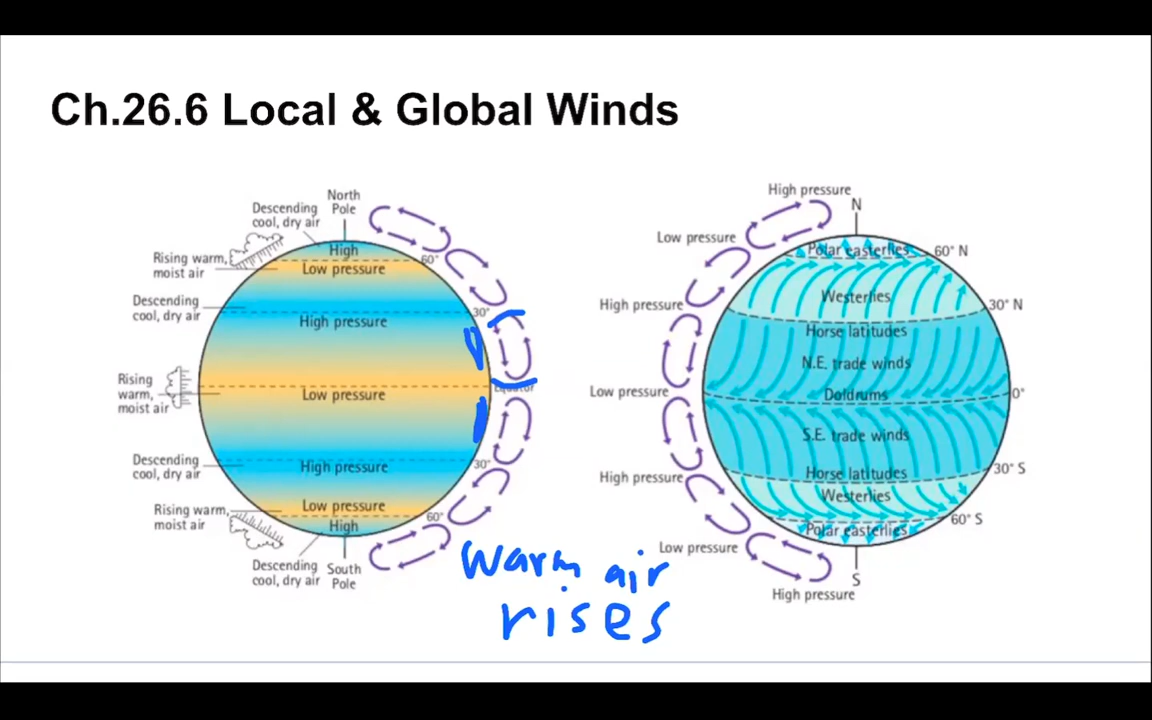 Ch.26.6 Local & Global Winds
North
Pole
Descending
cool, dry air
High
Rising warm,
moist air
Low pressure
60°
Descending
cool, dry air
30°
High pressure
Rising
warm,
moist air
Low pressure
Equator
Descending
cool, dry air
High pressure
30°
Rising warm,
moist air
Low pressure
60°
High
Descending
cool, dry air
South
Pole
warm air
rises
High pressure
N
Low pressure
Polar easterlies
60° N
Westerlies
High pressure
30° N
Horse latitudes
N.E. trade winds
Low pressure
Doldrums
0°
S.E. trade winds
High pressure
Horse latitudes
30° S
Westerlies
60° S
Polar easterlies
Low pressure
S
High pressure